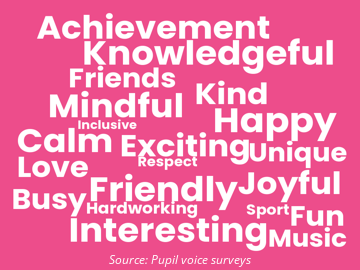 Achievement
Knowledgeful
Friends
Kind
Mindful
Happy
Inclusive
Calm
Exciting
Unique
Respect
Love
Friendly
Joyful
Busy
Hardworking
Sport
Fun
Interesting
Music
Source: Pupil voice surveys